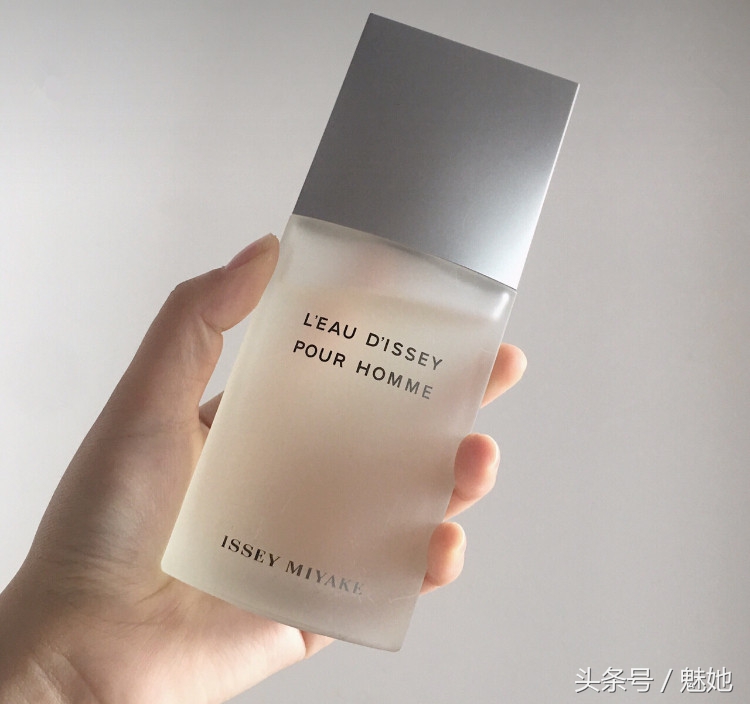 L'EAU D'ISSEY
POUR HOMME
ISSEY MIYAKE
头条号 / 魅她